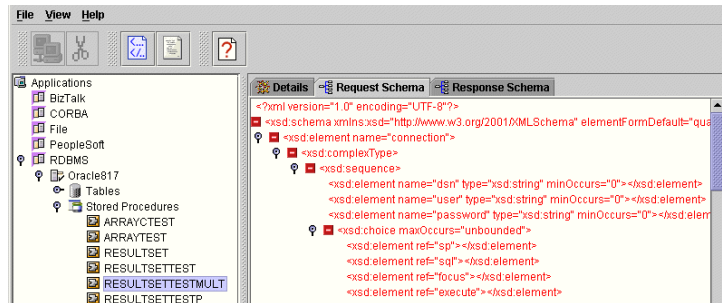 File View Help
Applications
BizTalk
CORBA
File
PeopleSoft
RDBMS
Oracle817
Tables
Stored Procedures
ARRAYCTEST
ARRAYTEST
RESULTSET
RESULTSETTEST
RESULTSETTESTMULT
RESULTSETTESTP
Details Request Schema Response Schema
<?xml version="1.0" encoding="UTF-8"?>
<xsd:schema xmlns:xsd="http://www.w3.org/2001/XMLSchema" elementFormDefault="qua
<xsd:element name="connection">
<xsd:complexType>
<xsd:sequence>
<xsd:element name="dsn" type="xsd:string" minOccurs="0"></xsd:element>
<xsd:element name="user" type="xsd:string" minOccurs="0"></xsd:element>
<xsd:element name="password" type="xsd:string" minOccurs="0"></xsd:elem
<xsd:choice maxOccurs="unbounded">
<xsd:element ref="sp"></xsd:element>
<xsd:element ref="sql"></xsd:element>
<xsd:element ref="focus"></xsd:element>
<xsd:element ref="execute"></xsd:element>